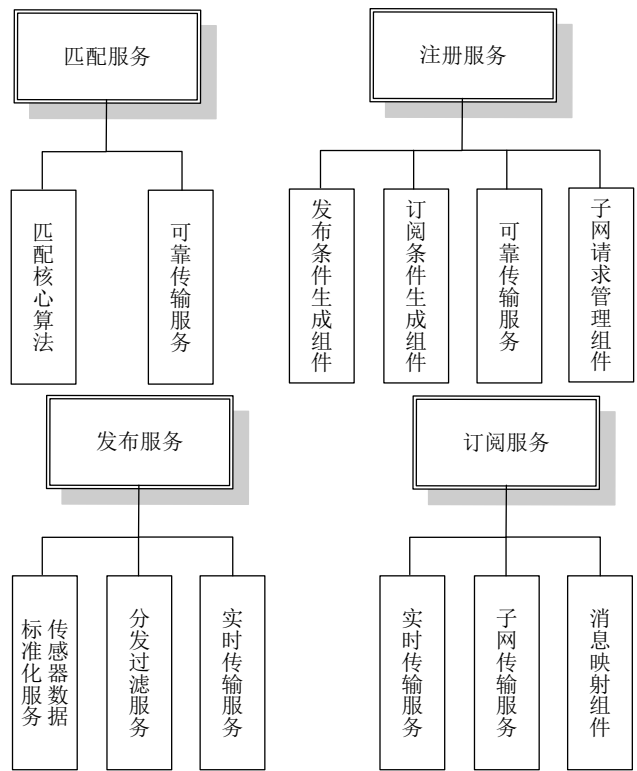 匹配服务
注册服务
匹配核心算法
可靠传输服务
发布条件生成组件
订阅条件生成组件
可靠传输服务
子网请求管理组件
发布服务
订阅服务
传感器数据
标准化服务
分发过滤服务
实时传输服务
实时传输服务
子网传输服务
消息映射组件